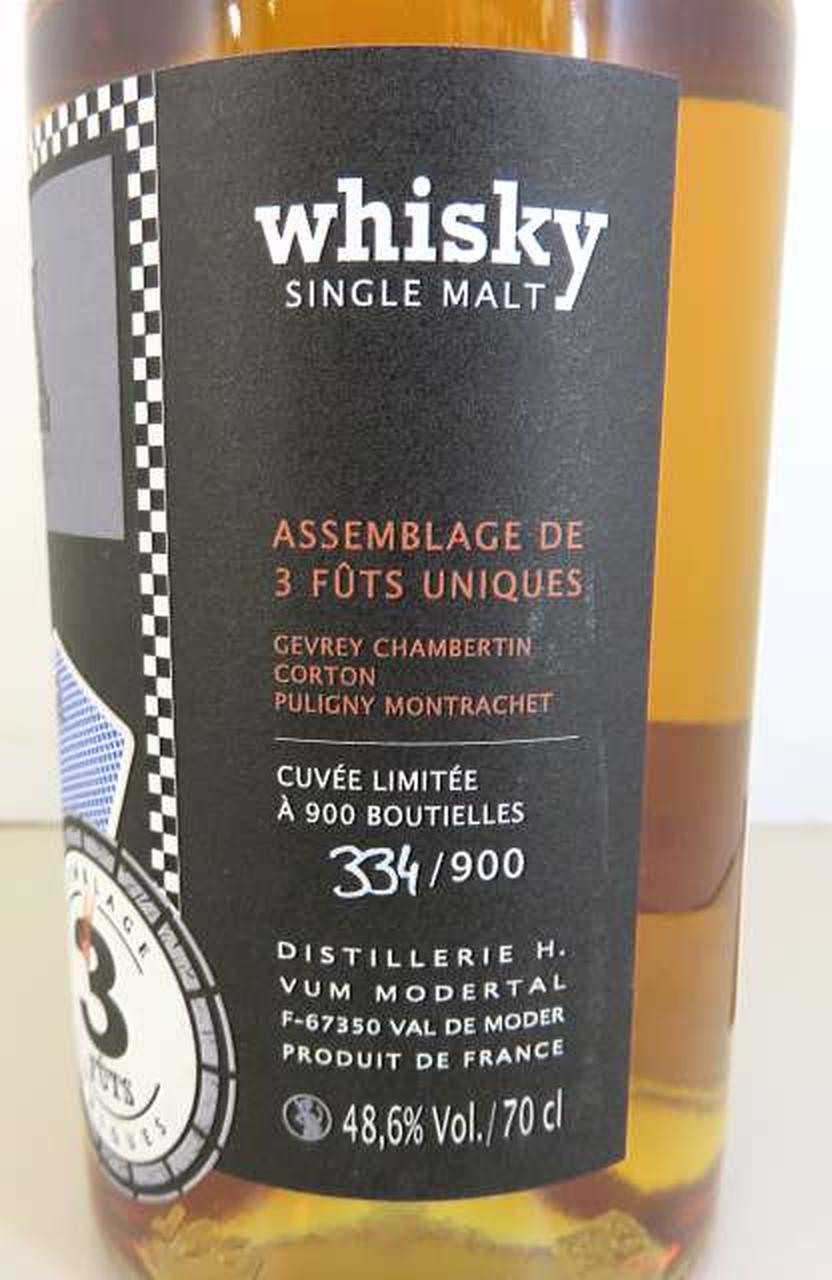 whisky
SINGLE MALT
ASSEMBLAGE DE
3 FÛTS UNIQUES
GEVREY CHAMBERTIN
CORTON
PULIGNY MONTRACHET
CUVÉE LIMITÉE
À 900 BOUTIELLES
334/900
DISTILLERIE H.
VUM MODERTAL
F-67350 VAL DE MODER
PRODUIT DE FRANCE
48,6% Vol./70 cl
3
FÛTS